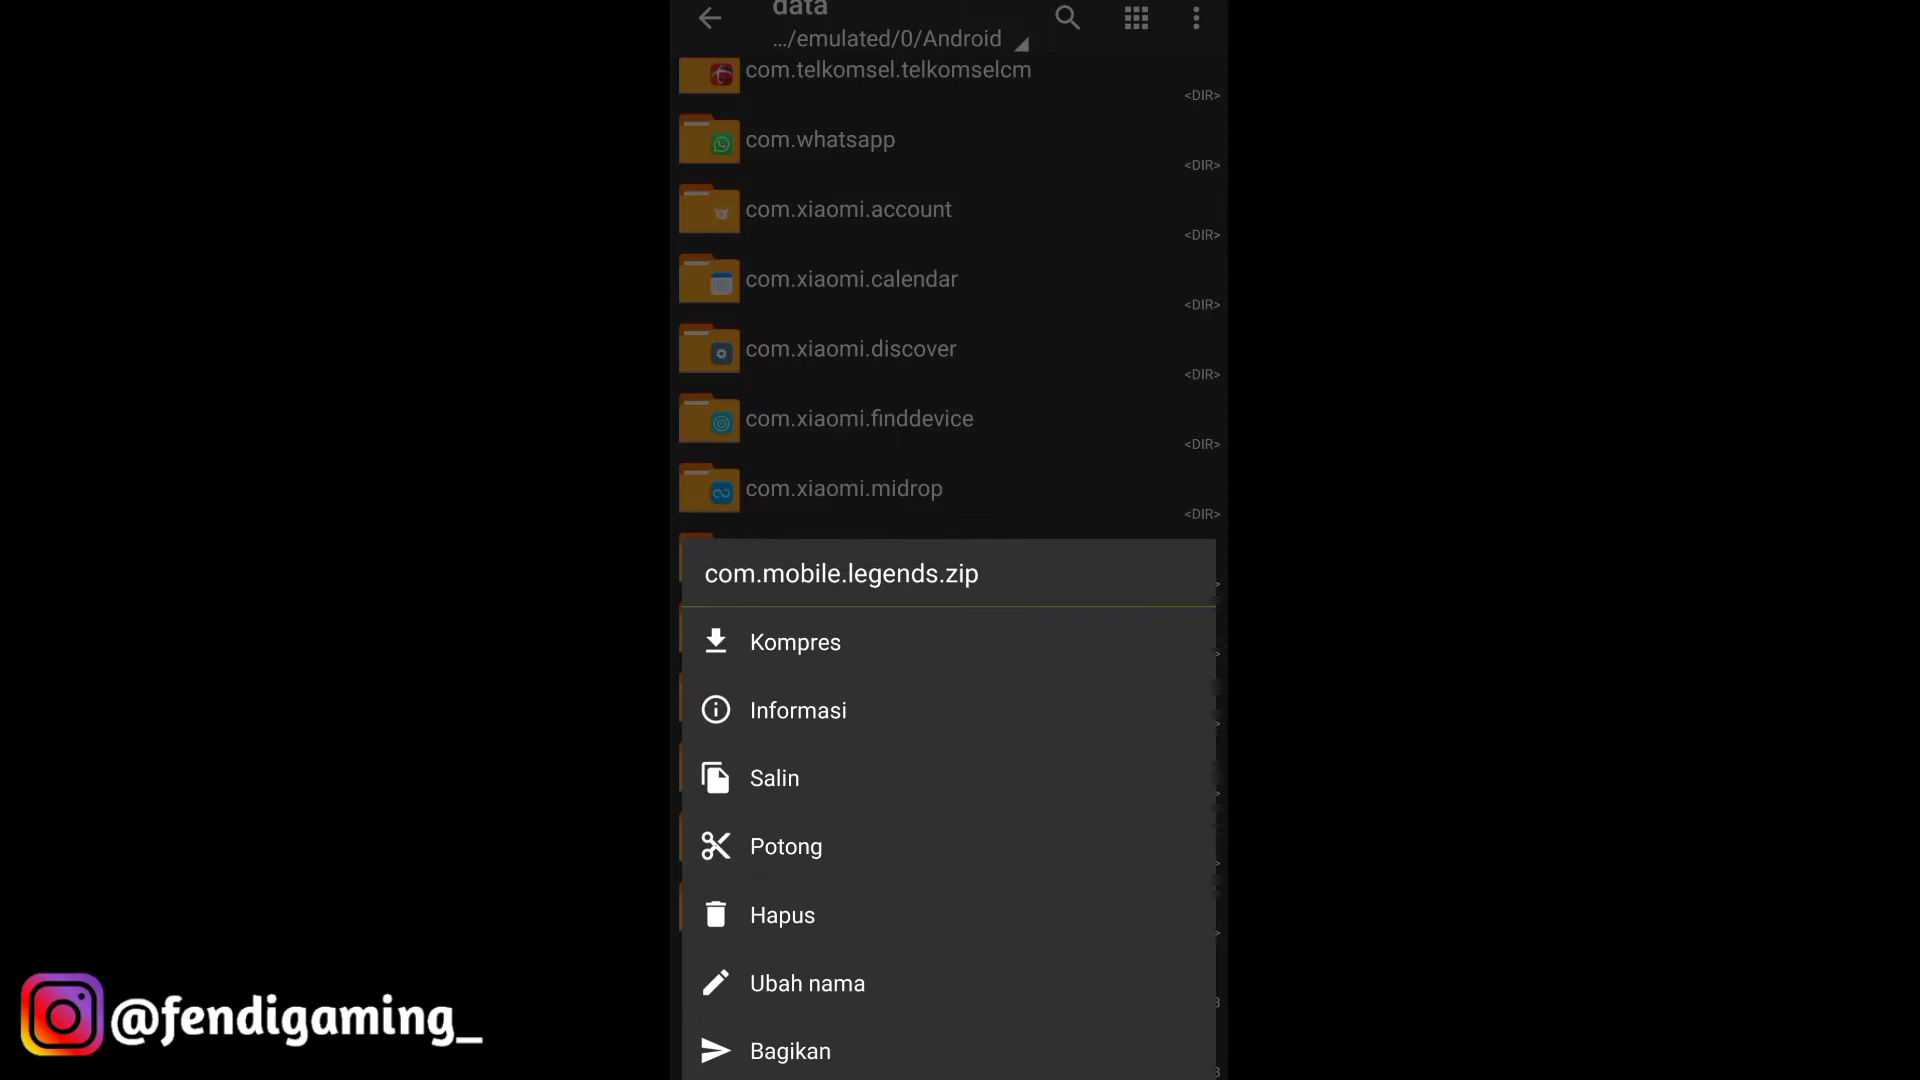 data
.../emulated/0/Android
com.telkomsel.telkomselcm
<DIR>
com.whatsapp
<DIR>
com.xiaomi.account
<DIR>
com.xiaomi.calendar
<DIR>
com.xiaomi.discover
<DIR>
com.xiaomi.finddevice
<DIR>
com.xiaomi.midrop
<DIR>
com.mobile.legends.zip
Kompres
Informasi
Salin
Potong
Hapus
Ubah nama
Bagikan
@fendigaming_